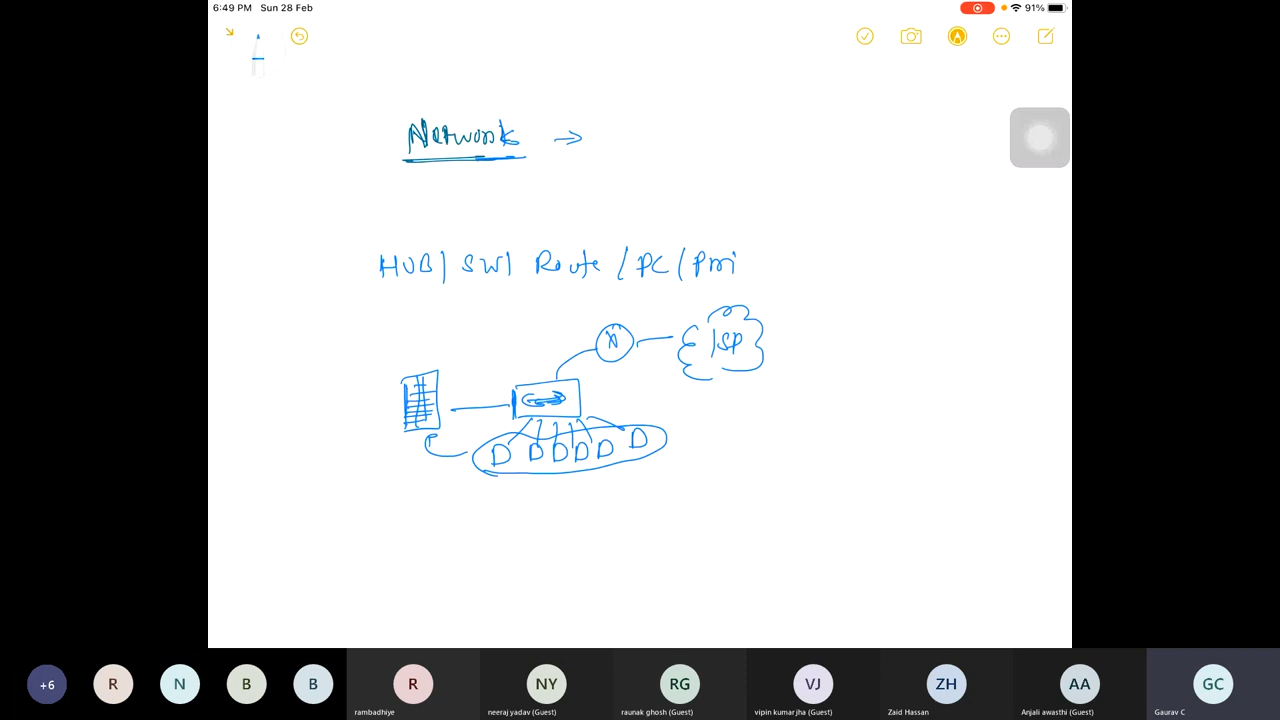 6:49 PM Sun 28 Feb
91%
Network →
HUB| SW| Route / PC / Pri
ISP
D D D D D D
+6 R N B B R NY RG VJ ZH AA GC
rambadhiye neeraj yadav (Guest) raunak ghosh (Guest) vipin kumar jha (Guest) Zaid Hassan Anjali awasthi (Guest) Gaurav C